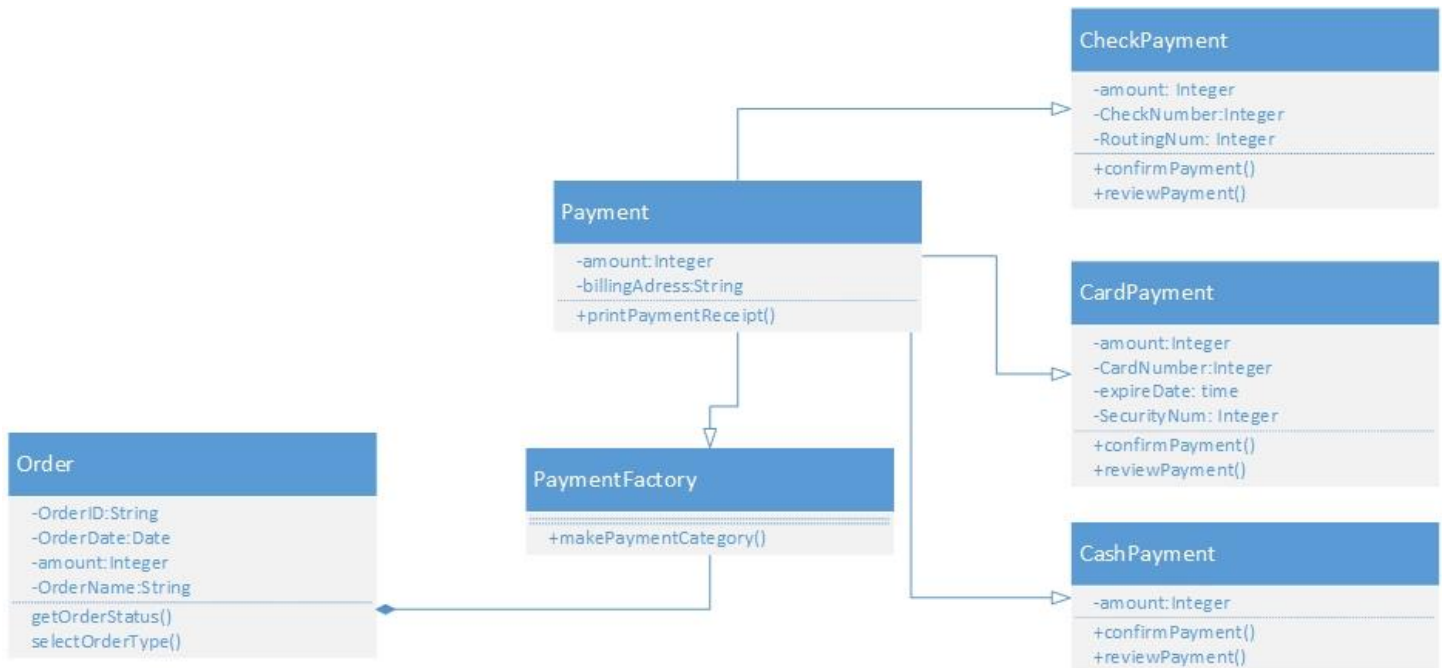 CheckPayment
-amount: Integer
-CheckNumber:Integer
-RoutingNum: Integer
+confirmPayment()
+reviewPayment()
Payment
-amount:Integer
-billingAdress:String
+printPaymentReceipt()
CardPayment
-amount:Integer
-CardNumber:Integer
-expireDate: time
-SecurityNum: Integer
+confirmPayment()
+reviewPayment()
Order
-OrderID:String
-OrderDate:Date
-amount:Integer
-OrderName:String
getOrderStatus()
selectOrderType()
PaymentFactory
+makePaymentCategory()
CashPayment
-amount:Integer
+confirmPayment()
+reviewPayment()